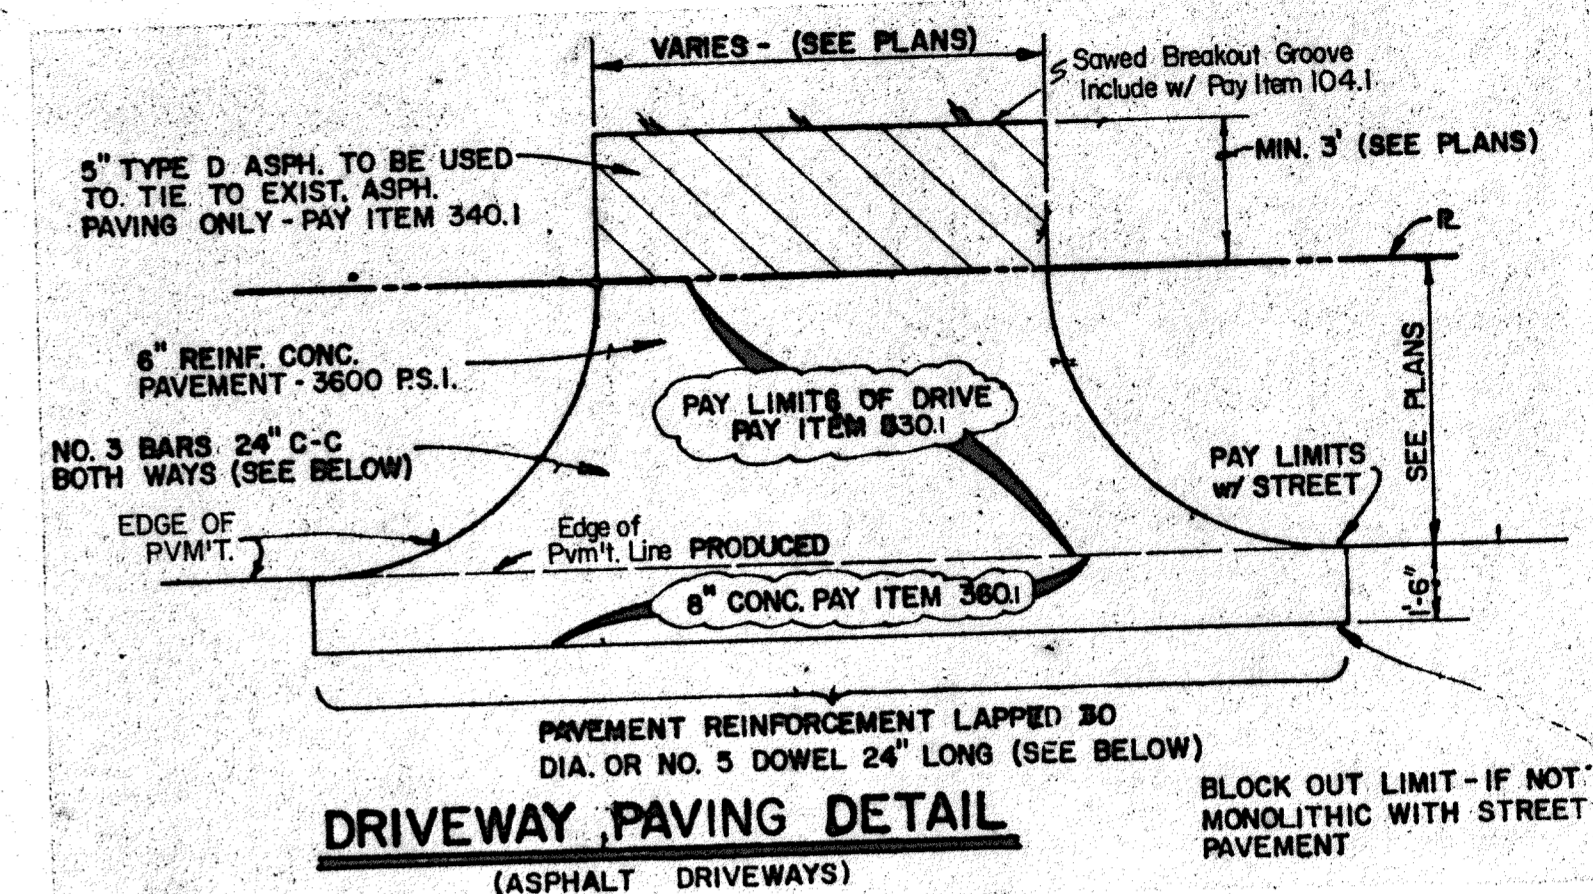 VARIES - (SEE PLANS)
Sawed Breakout Groove
Include w/ Pay Item 104.1
5" TYPE D ASPH. TO BE USED
TO TIE TO EXIST. ASPH.
PAVING ONLY - PAY ITEM 340.1
MIN. 3' (SEE PLANS)
PL
6" REINF. CONC.
PAVEMENT - 3600 P.S.I.
PAY LIMITS OF DRIVE
PAY ITEM 530.1
SEE PLANS
NO. 3 BARS 24" C-C
BOTH WAYS (SEE BELOW)
PAY LIMITS
w/ STREET
EDGE OF
PVM'T.
Edge of
Pvm't. Line PRODUCED
8" CONC. PAY ITEM 360.1
1'-6"
PAVEMENT REINFORCEMENT LAPPED 30
DIA. OR NO. 5 DOWEL 24" LONG (SEE BELOW)
BLOCK OUT LIMIT - IF NOT
MONOLITHIC WITH STREET
PAVEMENT
DRIVEWAY PAVING DETAIL
(ASPHALT DRIVEWAYS)